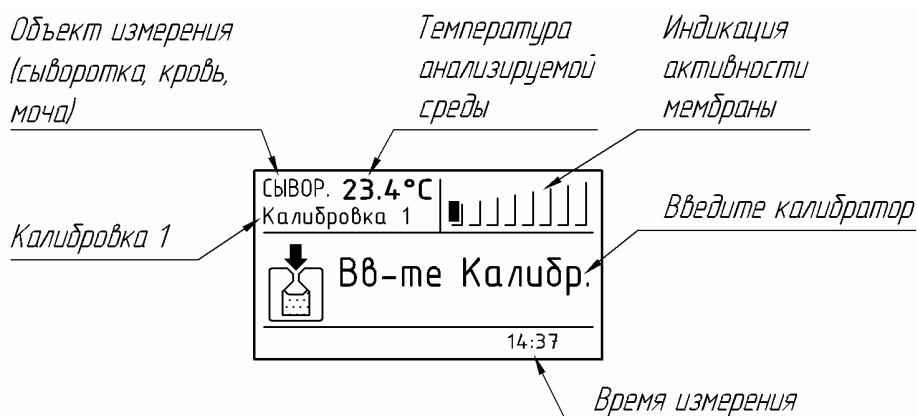 Объект измерения
(сыворотка, кровь,
моча)
Температура
анализируемой
среды
Индикация
активности
мембраны
СЫВОР. 23.4°C
Калибровка 1
Калибровка 1
Введите калибратор
Вв-те Калибр.
14:37
Время измерения